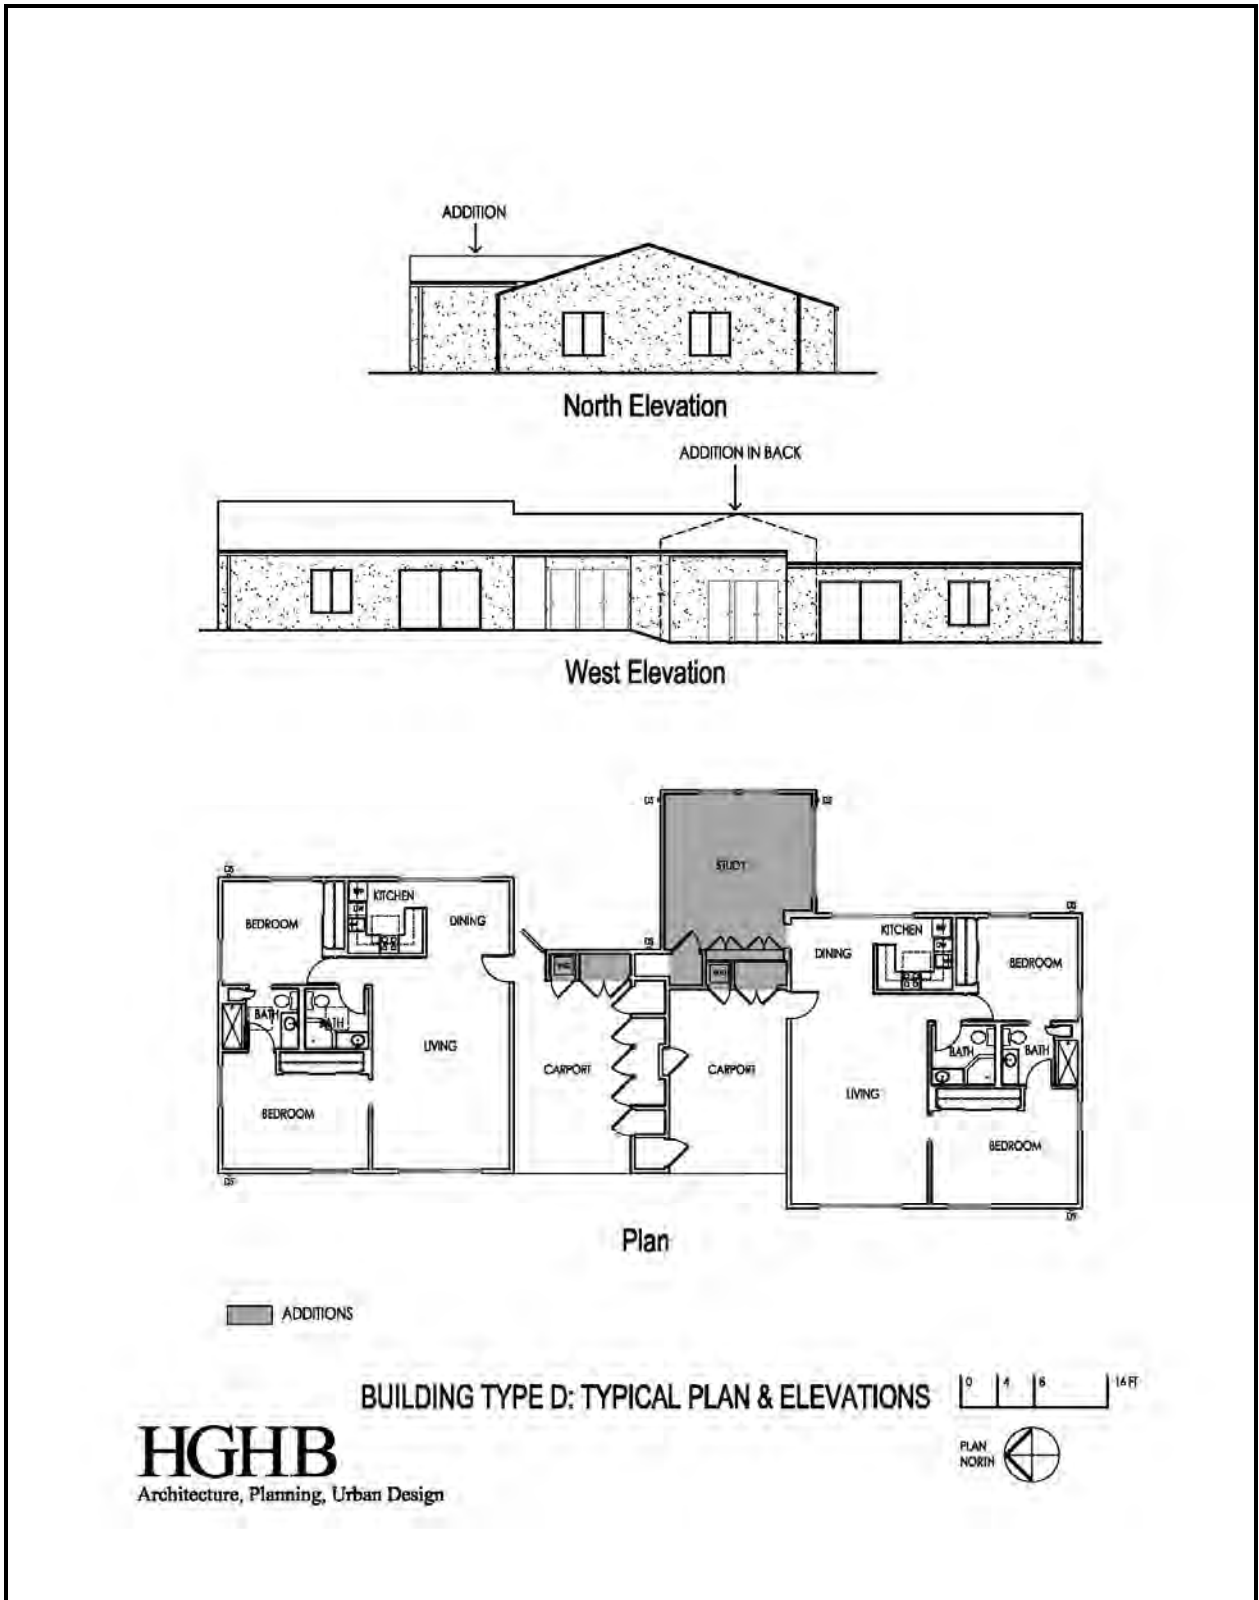 ADDITION
North Elevation
ADDITION IN BACK
West Elevation
STUDY
KITCHEN
BEDROOM
DINING
KITCHEN
DINING
BEDROOM
BATH
BATH
LIVING
CARPORT
CARPORT
BATH
BATH
LIVING
BEDROOM
BEDROOM
Plan
ADDITIONS
BUILDING TYPE D: TYPICAL PLAN & ELEVATIONS
0 4 8 16 FT
PLAN
NORTH
HGHB
Architecture, Planning, Urban Design